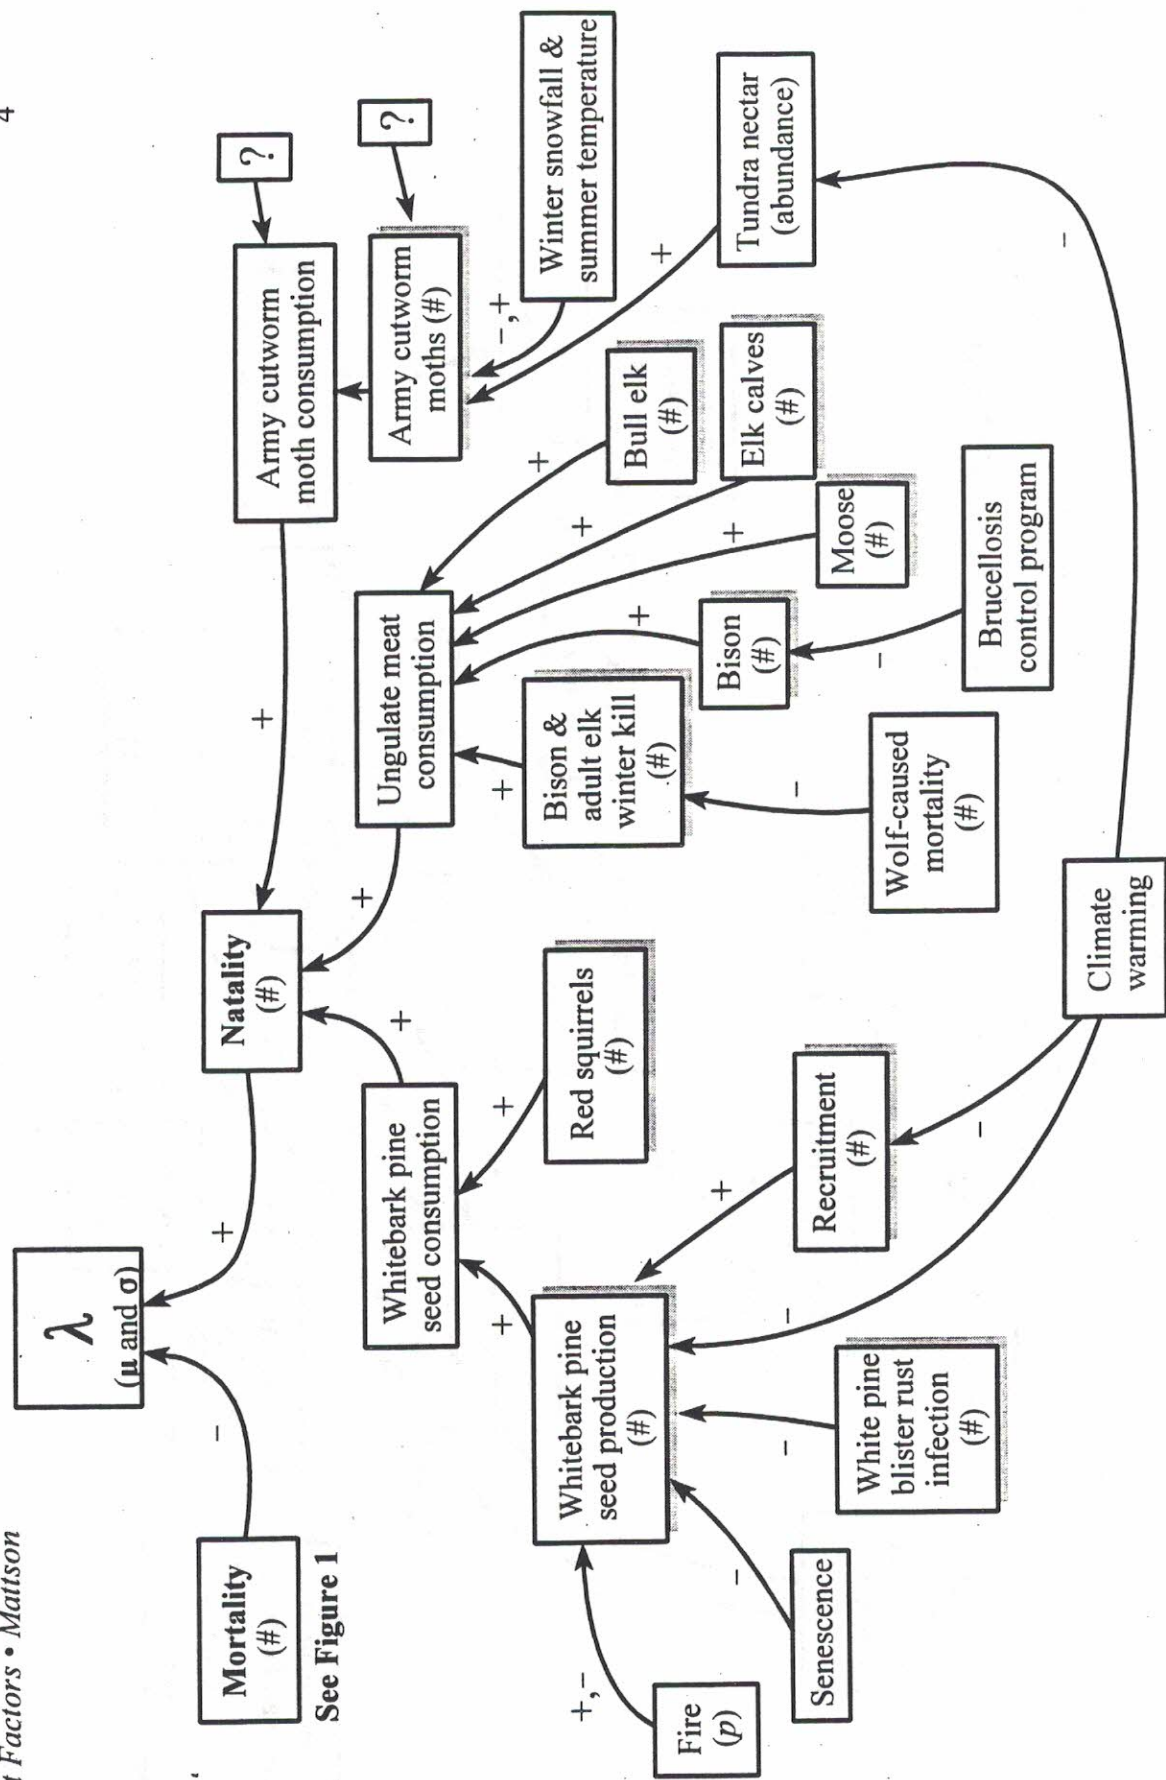 t Factors • Mattson
4
λ
(μ and σ)
+
−
Mortality
(#)
See Figure 1
Natality
(#)
+
+
+
Army cutworm
moth consumption
?
Whitebark pine
seed consumption
Ungulate meat
consumption
Army cutworm
moths (#)
?
+
+
+
+
+
+
+
−,+
+
Winter snowfall &
summer temperature
Whitebark pine
seed production
(#)
Red squirrels
(#)
Bison &
adult elk
winter kill
(#)
Bison
(#)
Bull elk
(#)
Elk calves
(#)
Moose
(#)
Tundra nectar
(abundance)
+,−
−
−
−
+
−
−
−
−
Fire
(p)
Senescence
White pine
blister rust
infection
(#)
Recruitment
(#)
Wolf-caused
mortality
(#)
Brucellosis
control program
Climate
warming